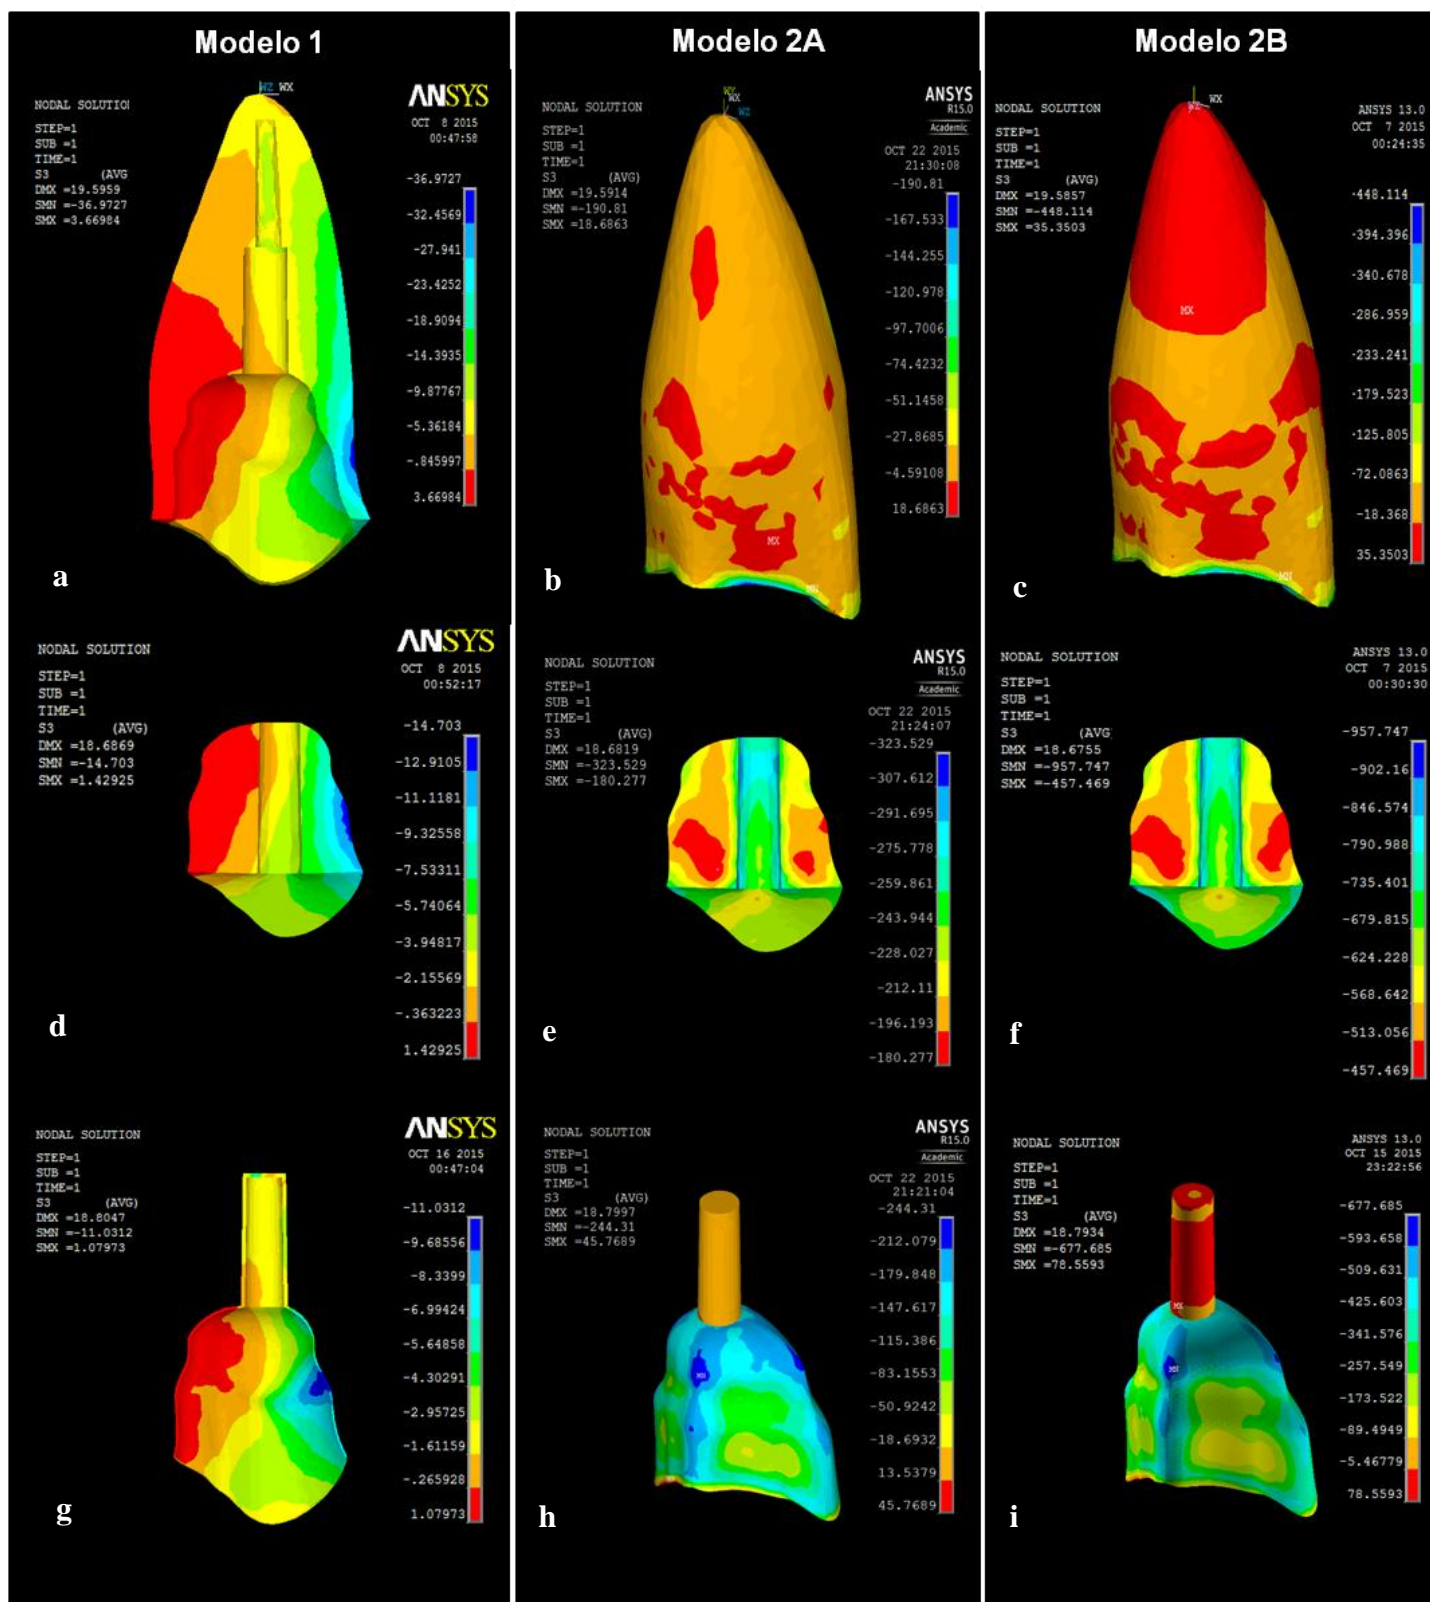 Modelo 1
WZ WX
NODAL SOLUTION
STEP=1
SUB =1
TIME=1
S3 (AVG
DMX =19.5959
SMN =-36.9727
SMX =3.66984
ANSYS
OCT 8 2015
00:47:58
-36.9727
-32.4569
-27.941
-23.4252
-18.9094
-14.3935
-9.87767
-5.36184
-.845997
3.66984
a
Modelo 2A
WY
WX
WZ
NODAL SOLUTION
STEP=1
SUB =1
TIME=1
S3 (AVG)
DMX =19.5914
SMN =-190.81
SMX =18.6863
ANSYS
R15.0
Academic
OCT 22 2015
21:30:08
-190.81
-167.533
-144.255
-120.978
-97.7006
-74.4232
-51.1458
-27.8685
-4.59108
18.6863
MX
MN
b
Modelo 2B
WX
WZ
NODAL SOLUTION
STEP=1
SUB =1
TIME=1
S3 (AVG)
DMX =19.5857
SMN =-448.114
SMX =35.3503
ANSYS 13.0
OCT 7 2015
00:24:35
-448.114
-394.396
-340.678
-286.959
-233.241
-179.523
-125.805
-72.0863
-18.368
35.3503
MX
MN
c
NODAL SOLUTION
STEP=1
SUB =1
TIME=1
S3 (AVG)
DMX =18.6869
SMN =-14.703
SMX =1.42925
ANSYS
OCT 8 2015
00:52:17
-14.703
-12.9105
-11.1181
-9.32558
-7.53311
-5.74064
-3.94817
-2.15569
-.363223
1.42925
d
NODAL SOLUTION
STEP=1
SUB =1
TIME=1
S3 (AVG)
DMX =18.6819
SMN =-323.529
SMX =-180.277
ANSYS
R15.0
Academic
OCT 22 2015
21:24:07
-323.529
-307.612
-291.695
-275.778
-259.861
-243.944
-228.027
-212.11
-196.193
-180.277
e
NODAL SOLUTION
STEP=1
SUB =1
TIME=1
S3 (AVG
DMX =18.6755
SMN =-957.747
SMX =-457.469
ANSYS 13.0
OCT 7 2015
00:30:30
-957.747
-902.16
-846.574
-790.988
-735.401
-679.815
-624.228
-568.642
-513.056
-457.469
f
NODAL SOLUTION
STEP=1
SUB =1
TIME=1
S3 (AVG)
DMX =18.8047
SMN =-11.0312
SMX =1.07973
ANSYS
OCT 16 2015
00:47:04
-11.0312
-9.68556
-8.3399
-6.99424
-5.64858
-4.30291
-2.95725
-1.61159
-.265928
1.07973
g
NODAL SOLUTION
STEP=1
SUB =1
TIME=1
S3 (AVG)
DMX =18.7997
SMN =-244.31
SMX =45.7689
ANSYS
R15.0
Academic
OCT 22 2015
21:21:04
-244.31
-212.079
-179.848
-147.617
-115.386
-83.1553
-50.9242
-18.6932
13.5379
45.7689
MN
h
NODAL SOLUTION
STEP=1
SUB =1
TIME=1
S3 (AVG)
DMX =18.7934
SMN =-677.685
SMX =78.5593
ANSYS 13.0
OCT 15 2015
23:22:56
-677.685
-593.658
-509.631
-425.603
-341.576
-257.549
-173.522
-89.4949
-5.46779
78.5593
MX
MN
i